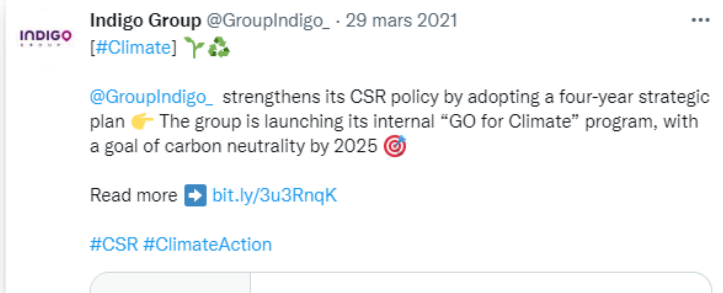 INDIGO
GROUP
Indigo Group @GroupIndigo_ · 29 mars 2021 ···
[#Climate] 🌱♻️
@GroupIndigo_ strengthens its CSR policy by adopting a four-year strategic
plan 👉 The group is launching its internal “GO for Climate” program, with
a goal of carbon neutrality by 2025 🎯
Read more ➡️ bit.ly/3u3RnqK
#CSR #ClimateAction